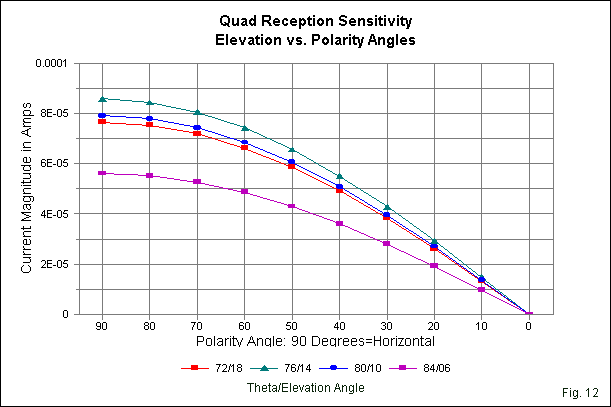 Quad Reception Sensitivity
Elevation vs. Polarity Angles
Current Magnitude in Amps
0.0001
8E-05
6E-05
4E-05
2E-05
0
90 80 70 60 50 40 30 20 10 0
Polarity Angle: 90 Degrees=Horizontal
72/18 76/14 80/10 84/06
Theta/Elevation Angle
Fig. 12